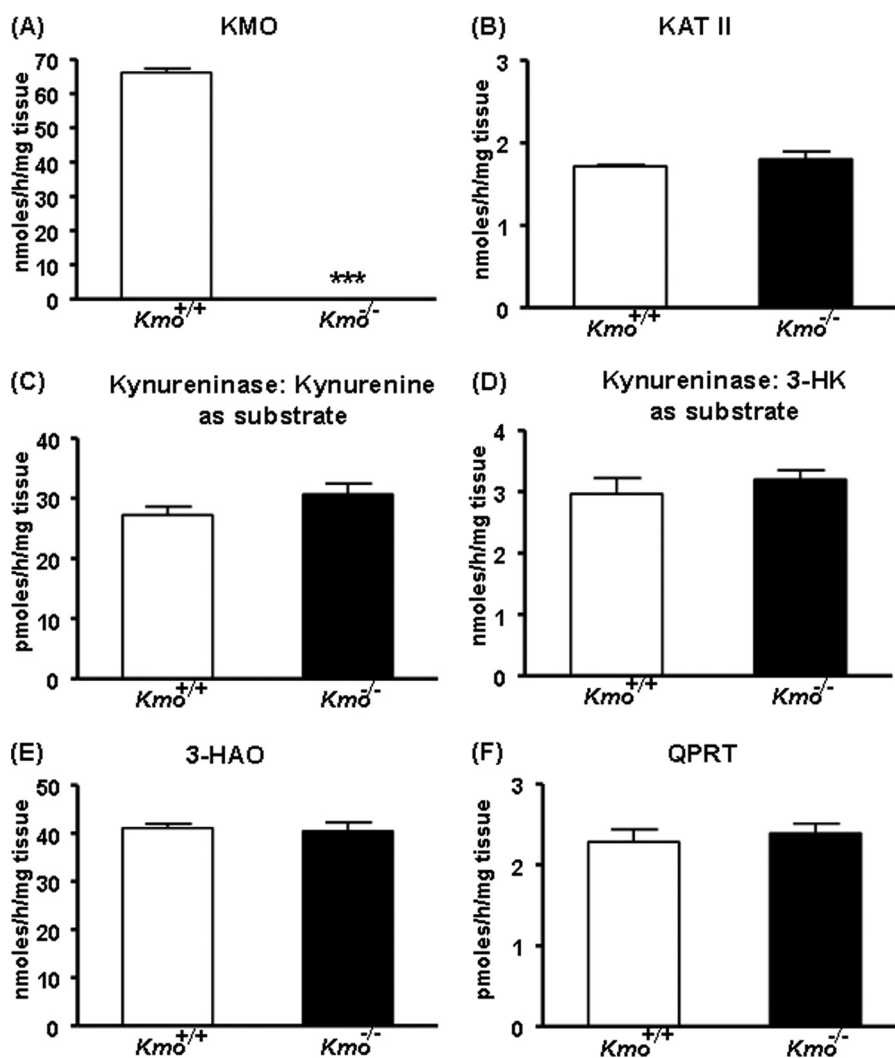 (A)
KMO
nmoles/h/mg tissue
70
60
50
40
30
20
10
0
***
Kmo+/+ Kmo-/-
(B)
KAT II
nmoles/h/mg tissue
3
2
1
0
Kmo+/+ Kmo-/-
(C)
Kynureninase: Kynurenine
as substrate
pmoles/h/mg tissue
40
30
20
10
0
Kmo+/+ Kmo-/-
(D)
Kynureninase: 3-HK
as substrate
nmoles/h/mg tissue
4
3
2
1
0
Kmo+/+ Kmo-/-
(E)
3-HAO
nmoles/h/mg tissue
50
40
30
20
10
0
Kmo+/+ Kmo-/-
(F)
QPRT
pmoles/h/mg tissue
3
2
1
0
Kmo+/+ Kmo-/-